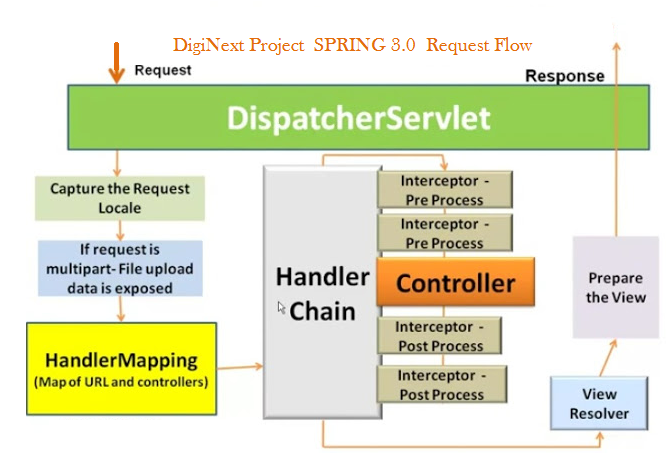 DigiNext Project SPRING 3.0 Request Flow
Request
Response
DispatcherServlet
Capture the Request
Locale
If request is
multipart- File upload
data is exposed
HandlerMapping
(Map of URL and controllers)
Handler
Chain
Interceptor -
Pre Process
Interceptor -
Pre Process
Controller
Interceptor -
Post Process
Interceptor -
Post Process
Prepare
the View
View
Resolver